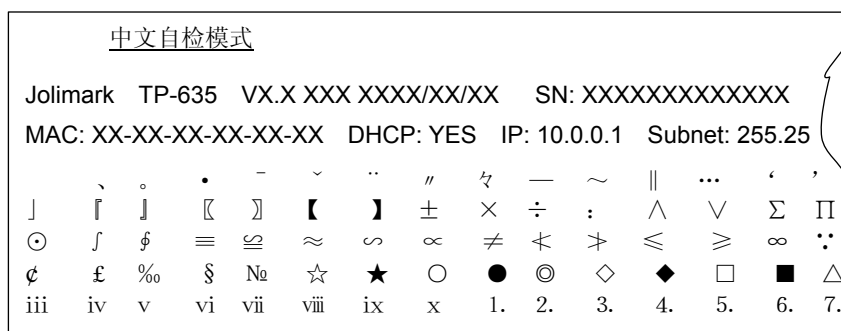 中文自检模式
Jolimark TP-635 VX.X XXX XXXX/XX/XX SN: XXXXXXXXXXXXX
MAC: XX-XX-XX-XX-XX-XX DHCP: YES IP: 10.0.0.1 Subnet: 255.25
、 。 • ˉ ˇ ¨ 〃 々 — ～ ‖ … ‘ ’
」 『 』 〖 〗 【 】 ± × ÷ ∶ ∧ ∨ Σ Π
⊙ ∫ ∮ ≡ ≌ ≈ ∽ ∝ ≠ ≮ ≯ ≤ ≥ ∞ ∵
¢ £ ‰ § № ☆ ★ ○ ● ◎ ◇ ◆ □ ■ △
ⅲ ⅳ ⅴ ⅵ ⅶ ⅷ ⅸ ⅹ 1. 2. 3. 4. 5. 6. 7.